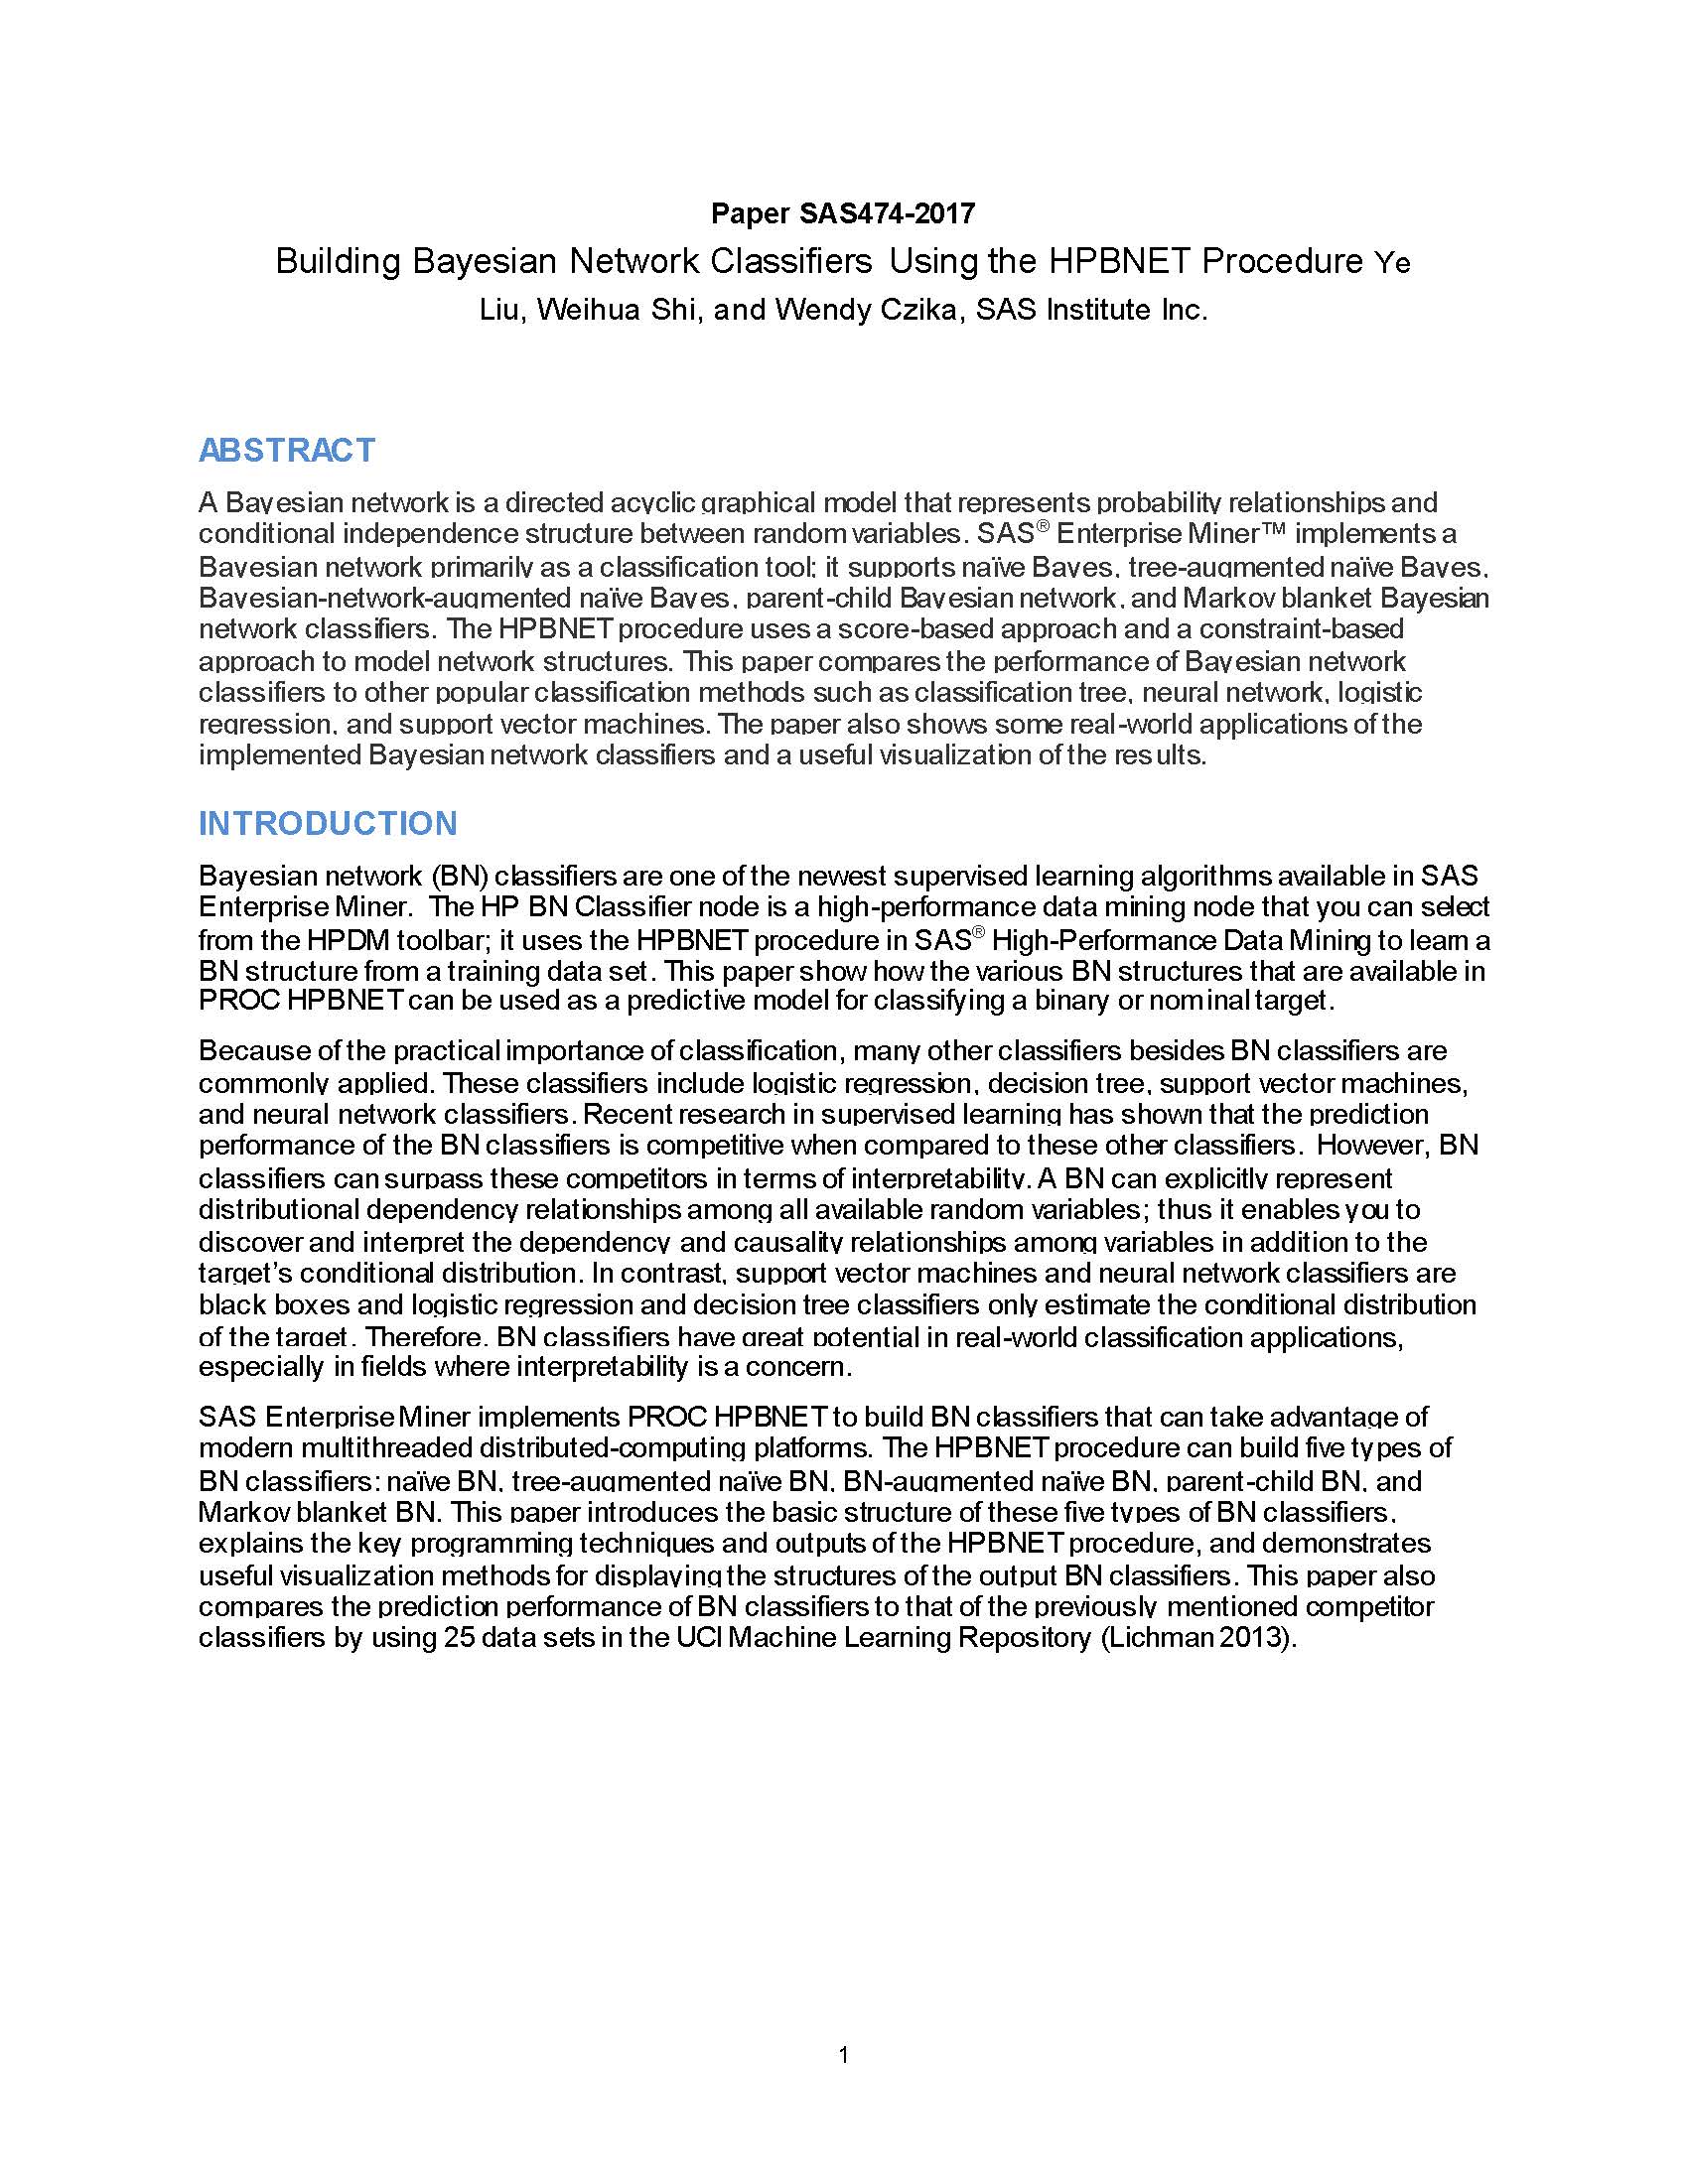 Paper SAS474-2017
Building Bayesian Network Classifiers Using the HPBNET Procedure Ye
Liu, Weihua Shi, and Wendy Czika, SAS Institute Inc.
ABSTRACT
A Bayesian network is a directed acyclic graphical model that represents probability relationships and
conditional independence structure between random variables. SAS® Enterprise Miner™ implements a
Bayesian network primarily as a classification tool; it supports naïve Bayes, tree-augmented naïve Bayes,
Bayesian-network-augmented naïve Bayes, parent-child Bayesian network, and Markov blanket Bayesian
network classifiers. The HPBNET procedure uses a score-based approach and a constraint-based
approach to model network structures. This paper compares the performance of Bayesian network
classifiers to other popular classification methods such as classification tree, neural network, logistic
regression, and support vector machines. The paper also shows some real-world applications of the
implemented Bayesian network classifiers and a useful visualization of the results.
INTRODUCTION
Bayesian network (BN) classifiers are one of the newest supervised learning algorithms available in SAS
Enterprise Miner. The HP BN Classifier node is a high-performance data mining node that you can select
from the HPDM toolbar; it uses the HPBNET procedure in SAS® High-Performance Data Mining to learn a
BN structure from a training data set. This paper show how the various BN structures that are available in
PROC HPBNET can be used as a predictive model for classifying a binary or nominal target.
Because of the practical importance of classification, many other classifiers besides BN classifiers are
commonly applied. These classifiers include logistic regression, decision tree, support vector machines,
and neural network classifiers. Recent research in supervised learning has shown that the prediction
performance of the BN classifiers is competitive when compared to these other classifiers. However, BN
classifiers can surpass these competitors in terms of interpretability. A BN can explicitly represent
distributional dependency relationships among all available random variables; thus it enables you to
discover and interpret the dependency and causality relationships among variables in addition to the
target's conditional distribution. In contrast, support vector machines and neural network classifiers are
black boxes and logistic regression and decision tree classifiers only estimate the conditional distribution
of the target. Therefore, BN classifiers have great potential in real-world classification applications,
especially in fields where interpretability is a concern.
SAS Enterprise Miner implements PROC HPBNET to build BN classifiers that can take advantage of
modern multithreaded distributed-computing platforms. The HPBNET procedure can build five types of
BN classifiers: naïve BN, tree-augmented naïve BN, BN-augmented naïve BN, parent-child BN, and
Markov blanket BN. This paper introduces the basic structure of these five types of BN classifiers,
explains the key programming techniques and outputs of the HPBNET procedure, and demonstrates
useful visualization methods for displaying the structures of the output BN classifiers. This paper also
compares the prediction performance of BN classifiers to that of the previously mentioned competitor
classifiers by using 25 data sets in the UCI Machine Learning Repository (Lichman 2013).
1